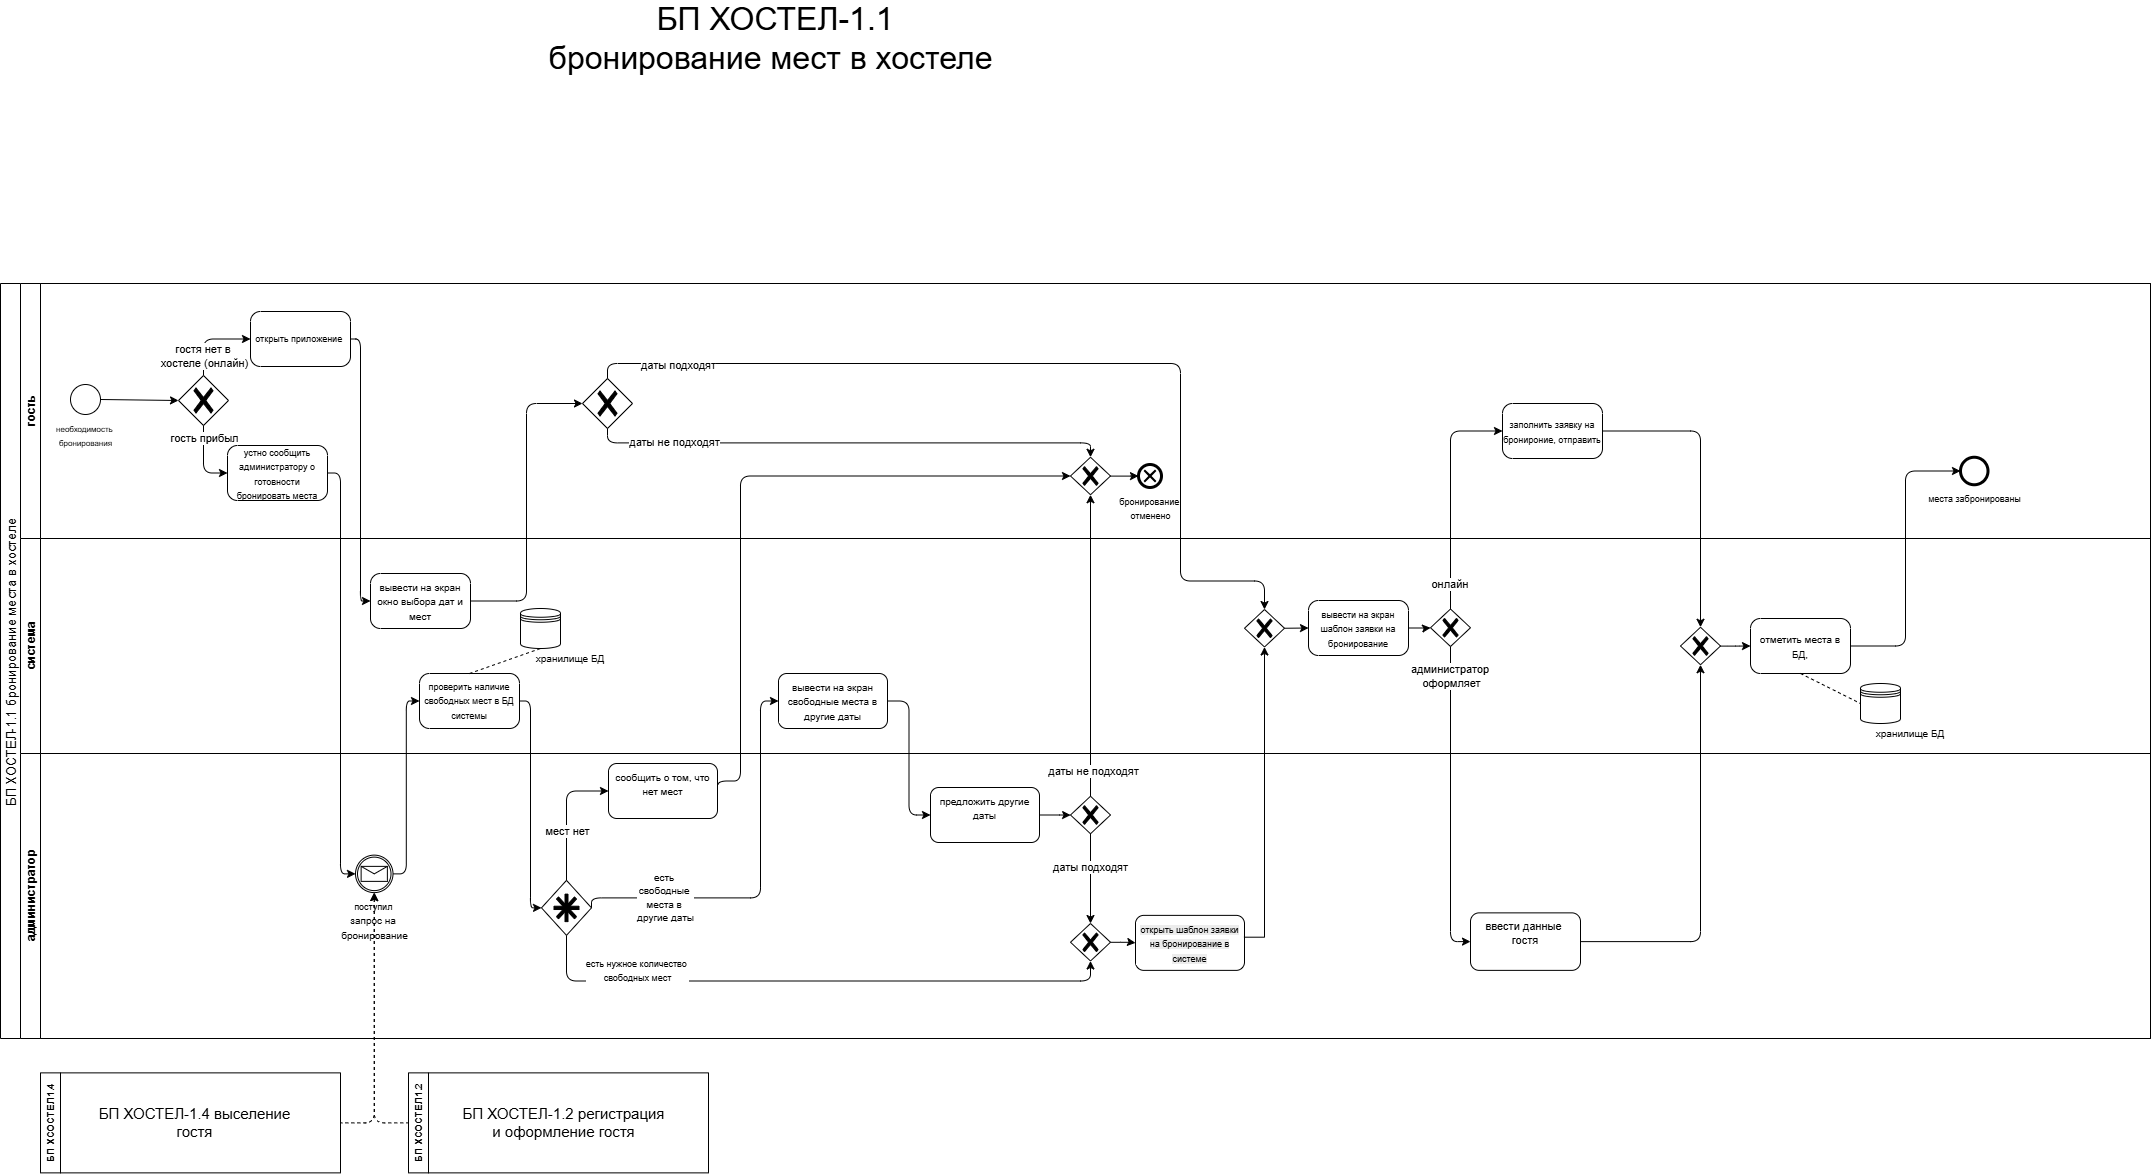 БП ХОСТЕЛ-1.1
бронирование мест в хостеле
БП ХОСТЕЛ-1.1 бронирование места в хостеле
гость
необходимость
бронирования
гостя нет в
хостеле (онлайн)
открыть приложение
гость прибыл
устно сообщить
администратору о
готовности
бронировать места
даты подходят
даты не подходят
бронирование
отменено
заполнить заявку на
бронироние, отправить
места забронированы
система
вывести на экран
окно выбора дат и
мест
хранилище БД
проверить наличие
свободных мест в БД
системы
вывести на экран
свободные места в
другие даты
вывести на экран
шаблон заявки на
бронирование
онлайн
администратор
оформляет
отметить места в
БД,
хранилище БД
администратор
поступил
запрос на
бронирование
мест нет
сообщить о том, что
нет мест
есть
свободные
места в
другие даты
есть нужное количество
свободных мест
предложить другие
даты
даты не подходят
даты подходят
открыть шаблон заявки
на бронирование в
системе
ввести данные
гостя
БП ХСОСТЕЛ1.4
БП ХОСТЕЛ-1.4 выселение
гостя
БП ХСОСТЕЛ1.2
БП ХОСТЕЛ-1.2 регистрация
и оформление гостя